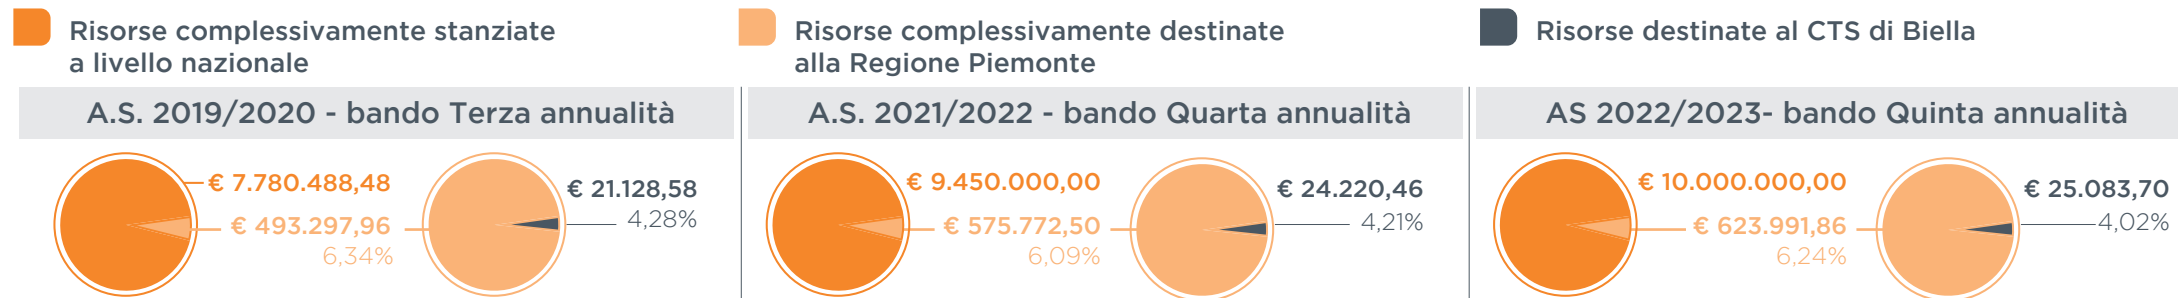 Risorse complessivamente stanziate
a livello nazionale
Risorse complessivamente destinate
alla Regione Piemonte
Risorse destinate al CTS di Biella
A.S. 2019/2020 - bando Terza annualità
€ 7.780.488,48
€ 493.297,96
6,34%
€ 21.128,58
4,28%
A.S. 2021/2022 - bando Quarta annualità
€ 9.450.000,00
€ 575.772,50
6,09%
€ 24.220,46
4,21%
AS 2022/2023- bando Quinta annualità
€ 10.000.000,00
€ 623.991,86
6,24%
€ 25.083,70
4,02%